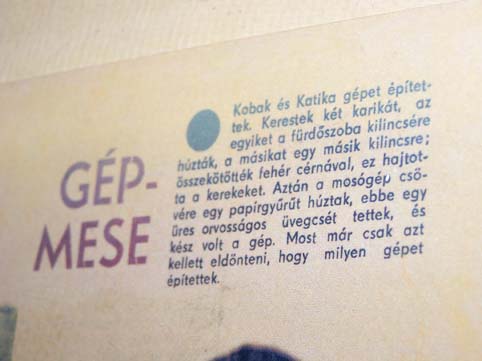 GÉP-
MESE
Kobak és Katika gépet építet-
tek. Kerestek két karikát, az
egyiket a fürdőszoba kilincsére
húzták, a másikat egy másik kilincsre;
összekötötték fehér cérnával, ez hajtot-
ta a kerekeket. Aztán a mosógép csö-
vére egy papírgyűrűt húztak, ebbe egy
üres orvosságos üvegcsét tettek, és
kész volt a gép. Most már csak azt
kellett eldönteni, hogy milyen gépet
építettek.